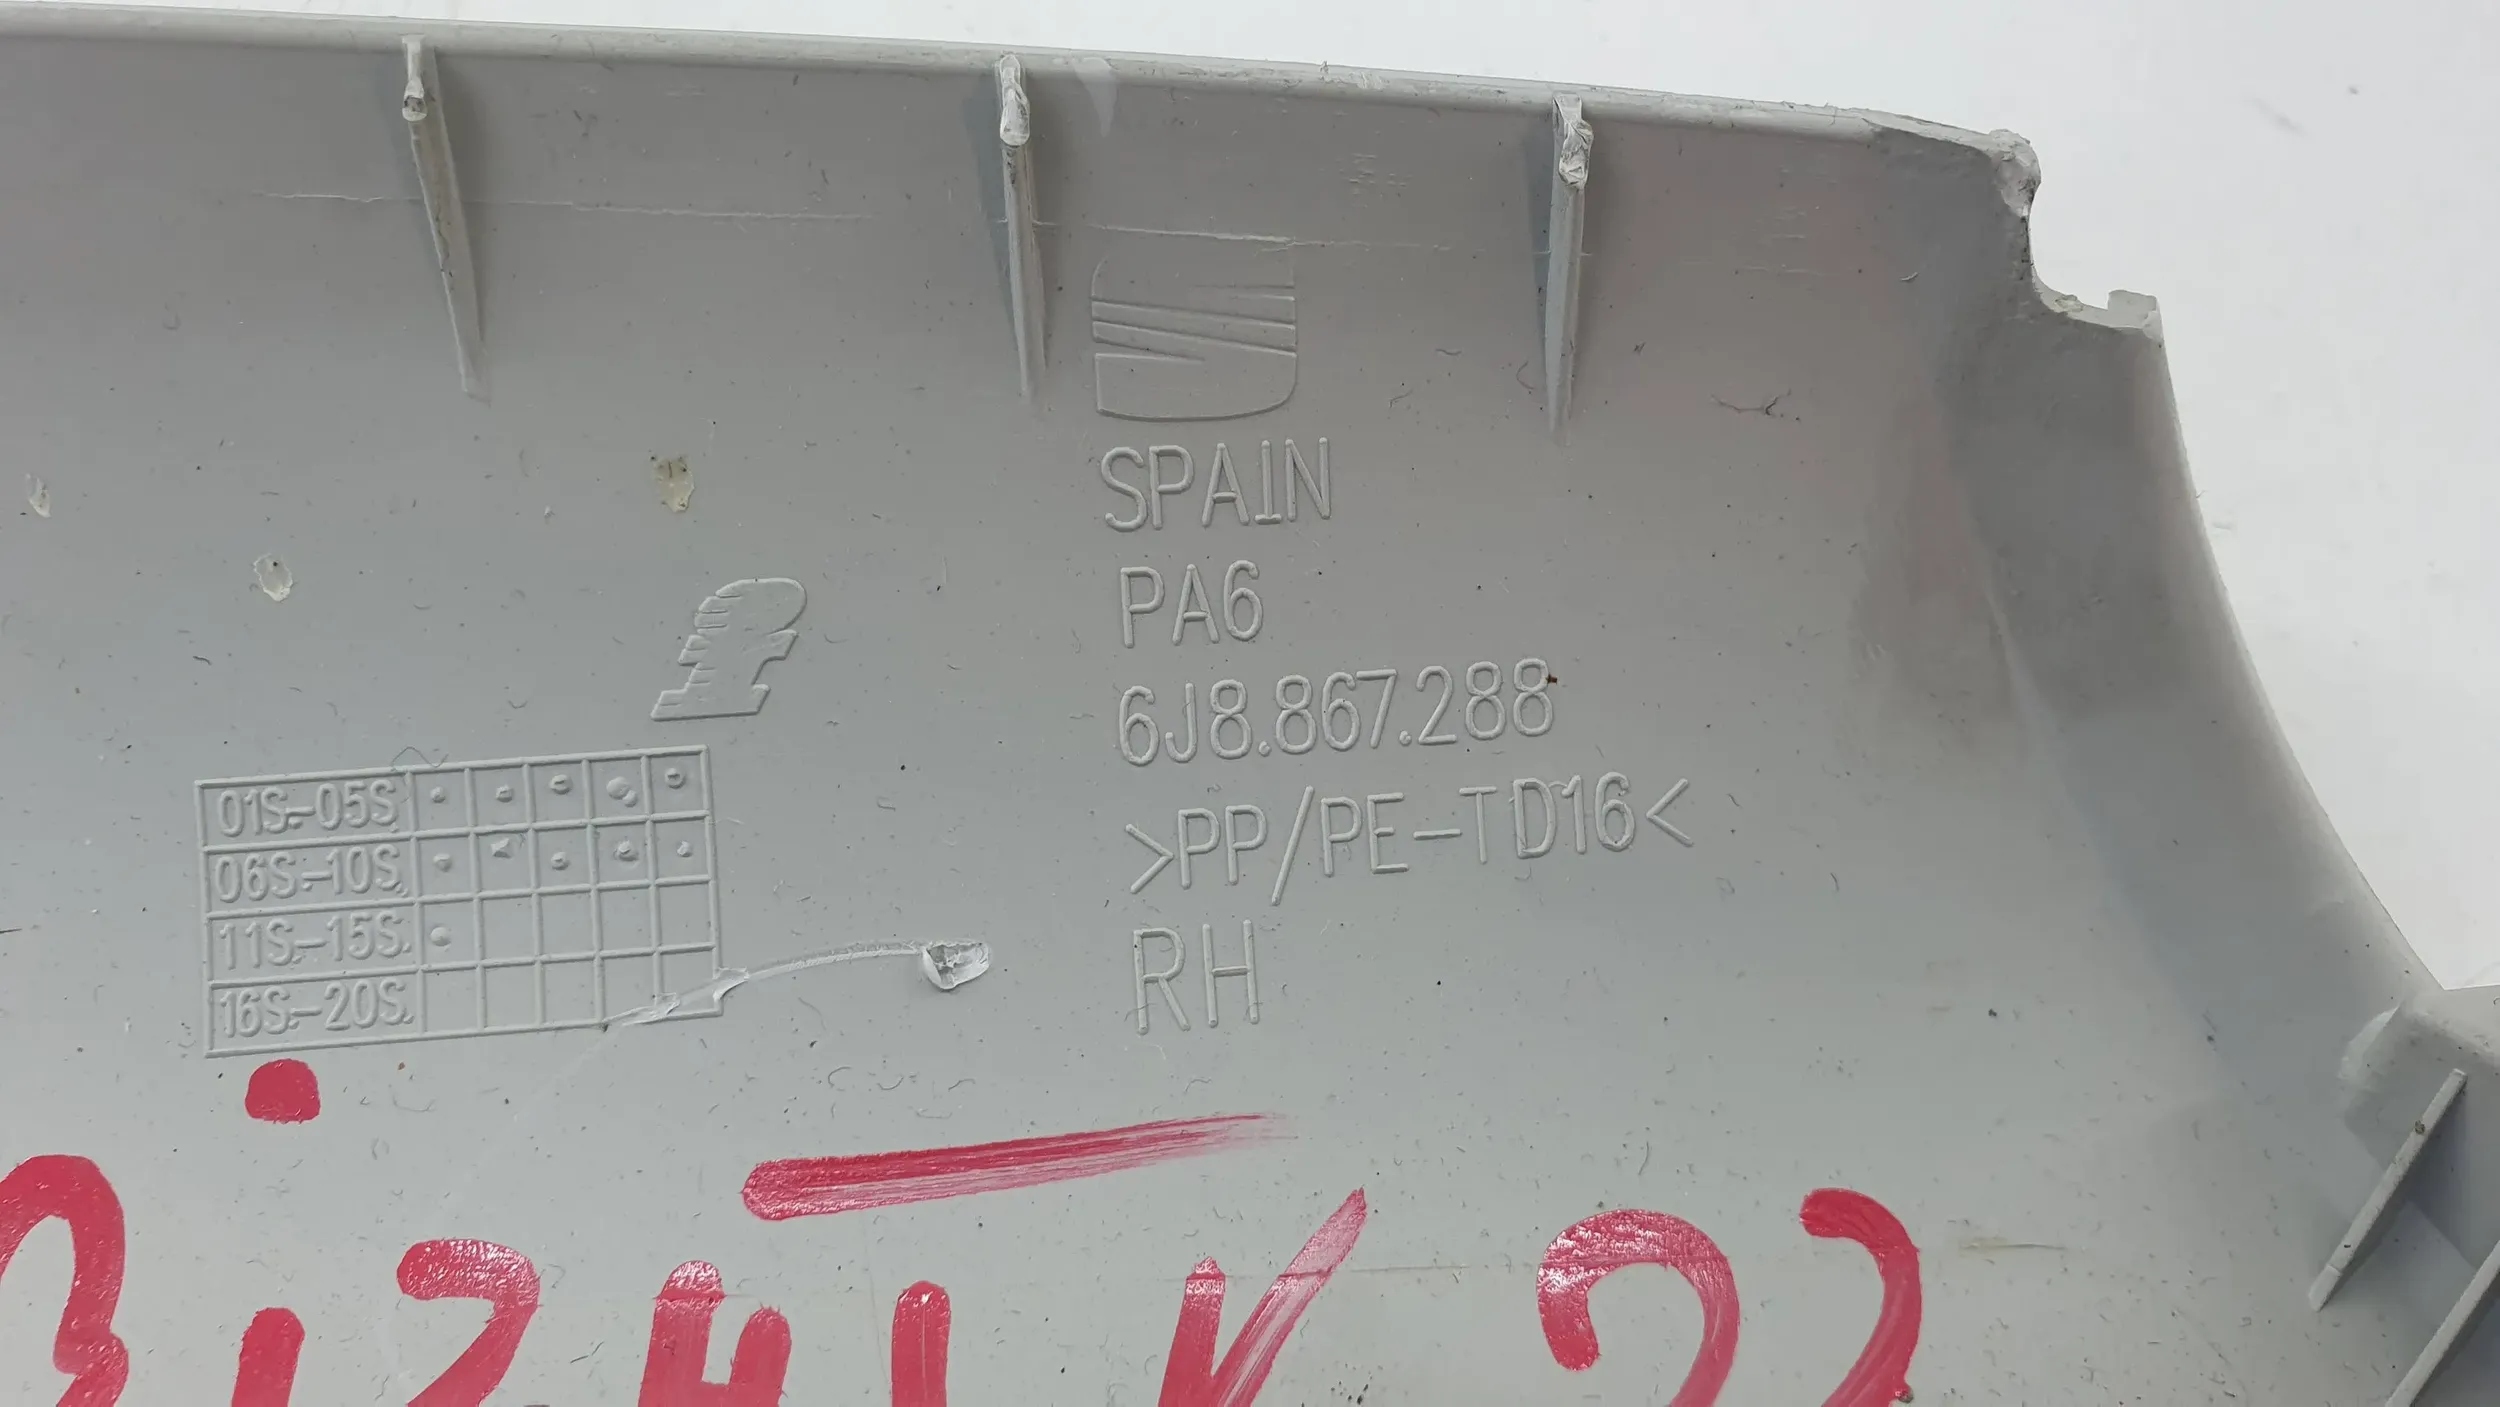 SPAIN
PA6
6J8.867.288
>PP/PE-TD16<
RH
01S.-05S.
06S.-10S.
11S.-15S.
16S.-20S.